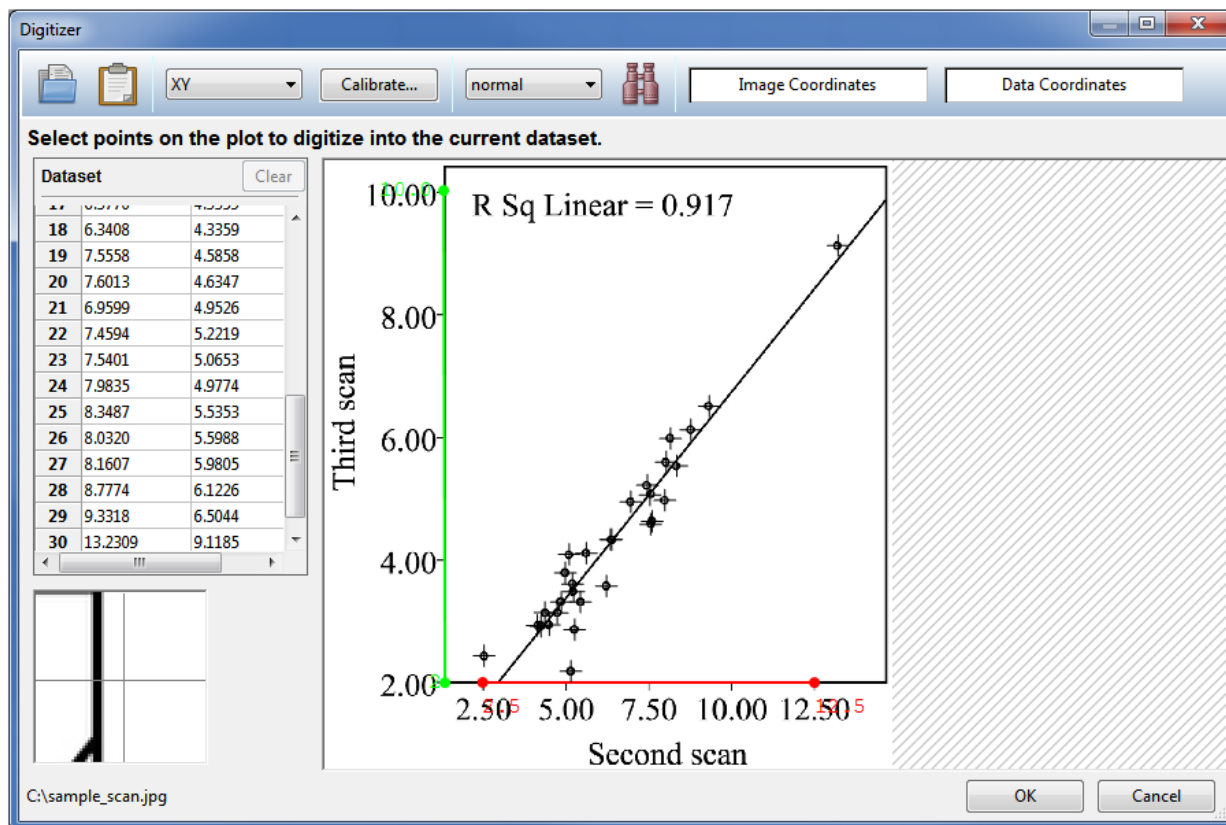 Digitizer
XY Calibrate... normal Image Coordinates Data Coordinates
Select points on the plot to digitize into the current dataset.
Dataset Clear
18 6.3408 4.3359
19 7.5558 4.5858
20 7.6013 4.6347
21 6.9599 4.9526
22 7.4594 5.2219
23 7.5401 5.0653
24 7.9835 4.9774
25 8.3487 5.5353
26 8.0320 5.5988
27 8.1607 5.9805
28 8.7774 6.1226
29 9.3318 6.5044
30 13.2309 9.1185
R Sq Linear = 0.917
10.00
10.0
8.00
6.00
4.00
2.00
Third scan
2.50 5.00 7.50 10.00 12.50
2.5 12.5
Second scan
C:\sample_scan.jpg
OK Cancel